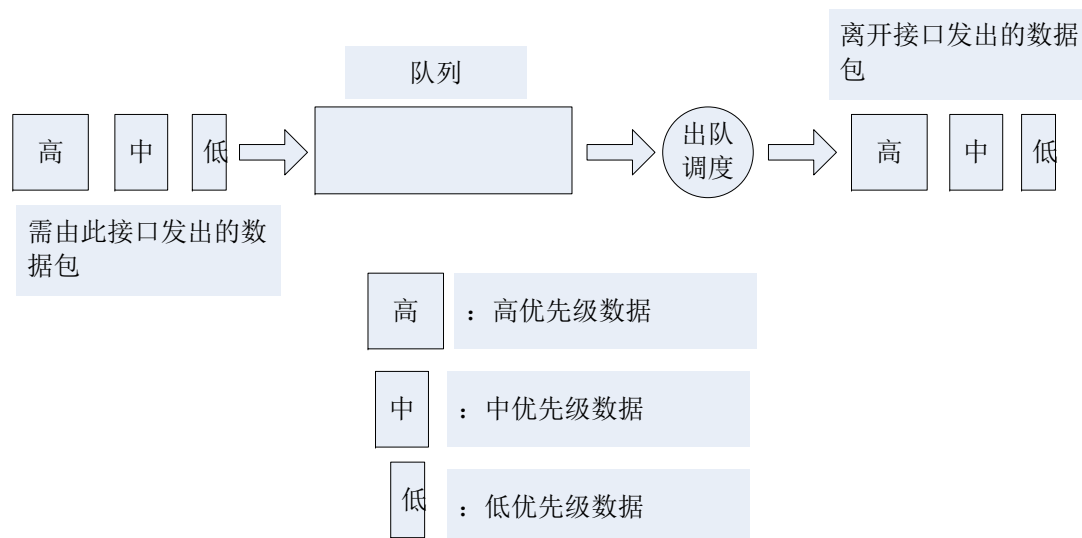 队列
离开接口发出的数据
包
高 中 低
出队
调度
高 中 低
需由此接口发出的数
据包
高 ：高优先级数据
中 ：中优先级数据
低 ：低优先级数据